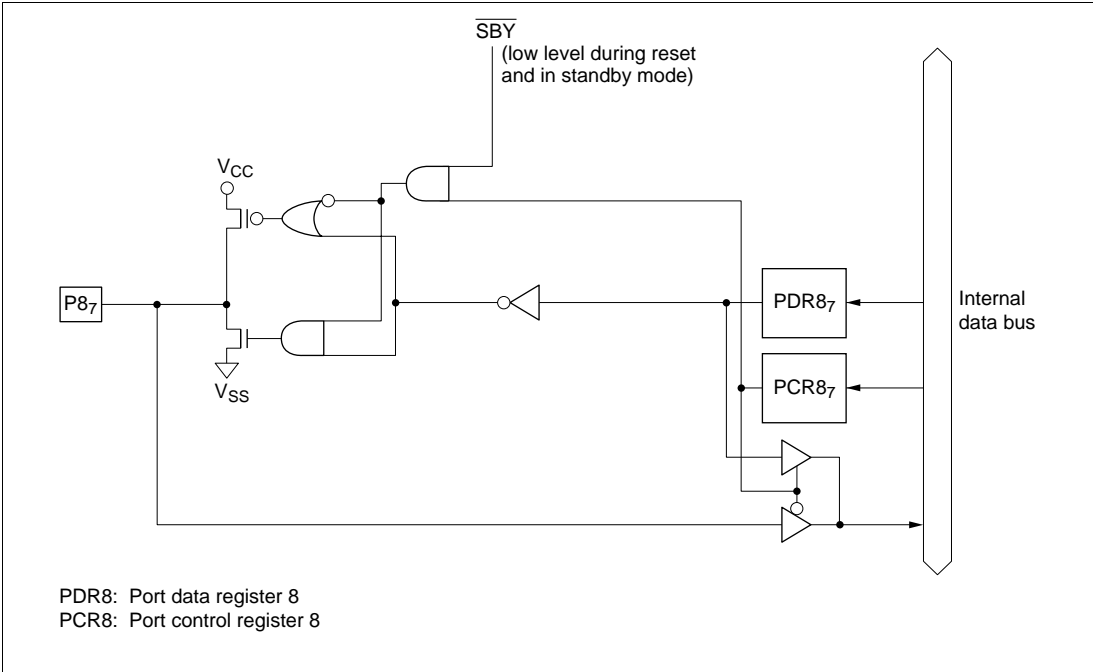 SBY
(low level during reset
and in standby mode)
VCC
P87
PDR87
Internal
data bus
PCR87
VSS
PDR8: Port data register 8
PCR8: Port control register 8